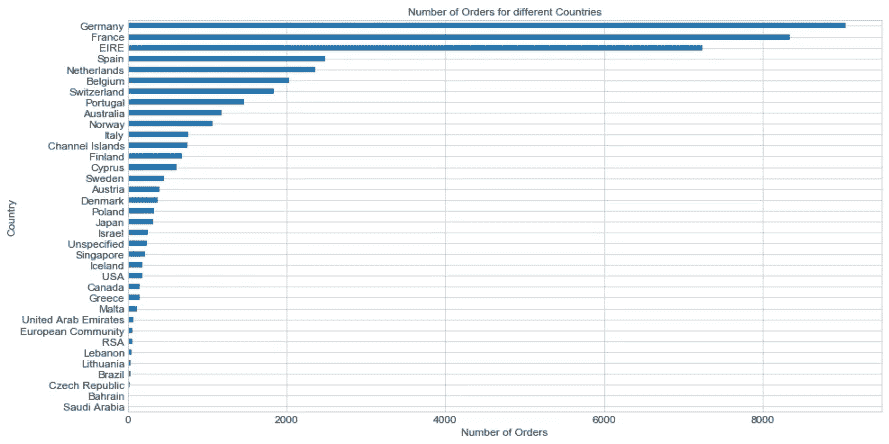 Number of Orders for different Countries
Germany
France
EIRE
Spain
Netherlands
Belgium
Switzerland
Portugal
Australia
Norway
Italy
Channel Islands
Finland
Cyprus
Sweden
Austria
Denmark
Poland
Japan
Israel
Unspecified
Singapore
Iceland
USA
Canada
Greece
Malta
United Arab Emirates
European Community
RSA
Lebanon
Lithuania
Brazil
Czech Republic
Bahrain
Saudi Arabia
Country
0 2000 4000 6000 8000
Number of Orders